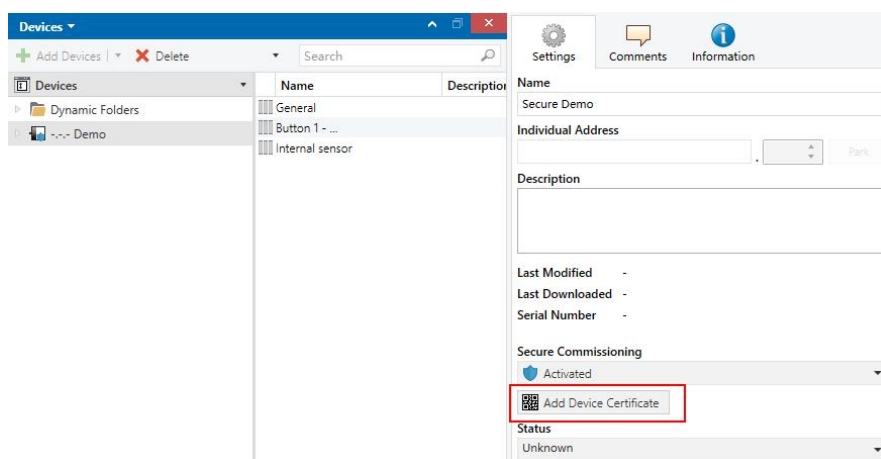 Devices
Add Devices
Delete
Search
Devices
Name
Description
Dynamic Folders
-.-.- Demo
General
Button 1 - ...
Internal sensor
Settings
Comments
Information
Name
Secure Demo
Individual Address
.
Park
Description
Last Modified -
Last Downloaded -
Serial Number -
Secure Commissioning
Activated
Add Device Certificate
Status
Unknown